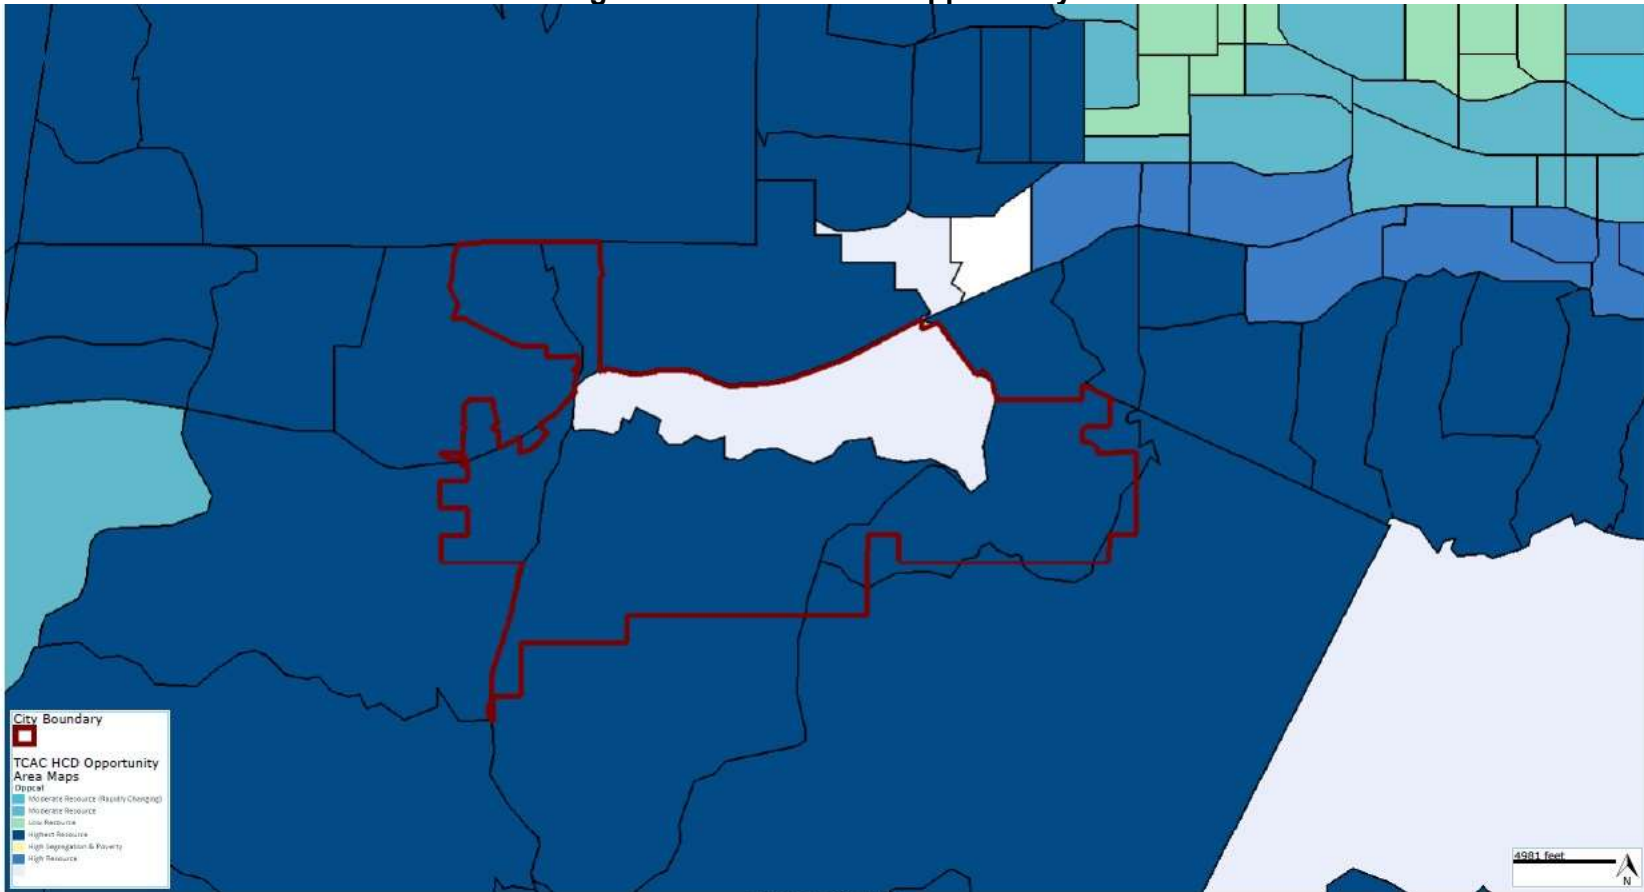 City Boundary
TCAC HCD Opportunity
Area Maps
Oppcat
Moderate Resource (Rapidly Changing)
Moderate Resource
Low Resource
Highest Resource
High Segregation & Poverty
High Resource
4981 feet
N